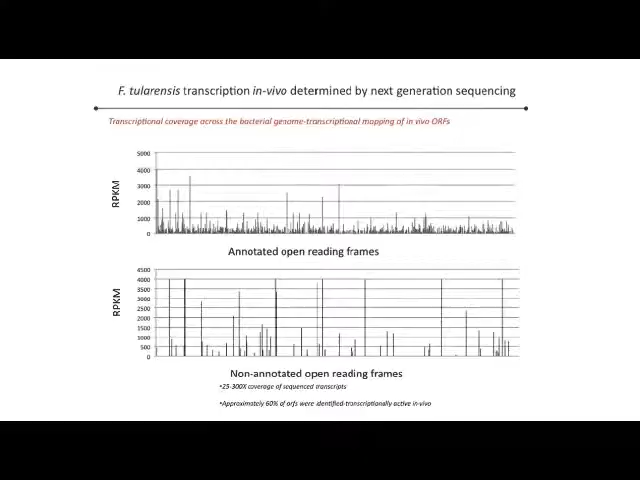 F. tularensis transcription in-vivo determined by next generation sequencing
Transcriptional coverage across the bacterial genome-transcriptional mapping of in vivo ORFs
5000
4000
3000
2000
1000
0
RPKM
Annotated open reading frames
4500
4000
3500
3000
2500
2000
1500
1000
500
0
RPKM
Non-annotated open reading frames
•25-300X coverage of sequenced transcripts
•Approximately 60% of orfs were identified-transcriptionally active in-vivo